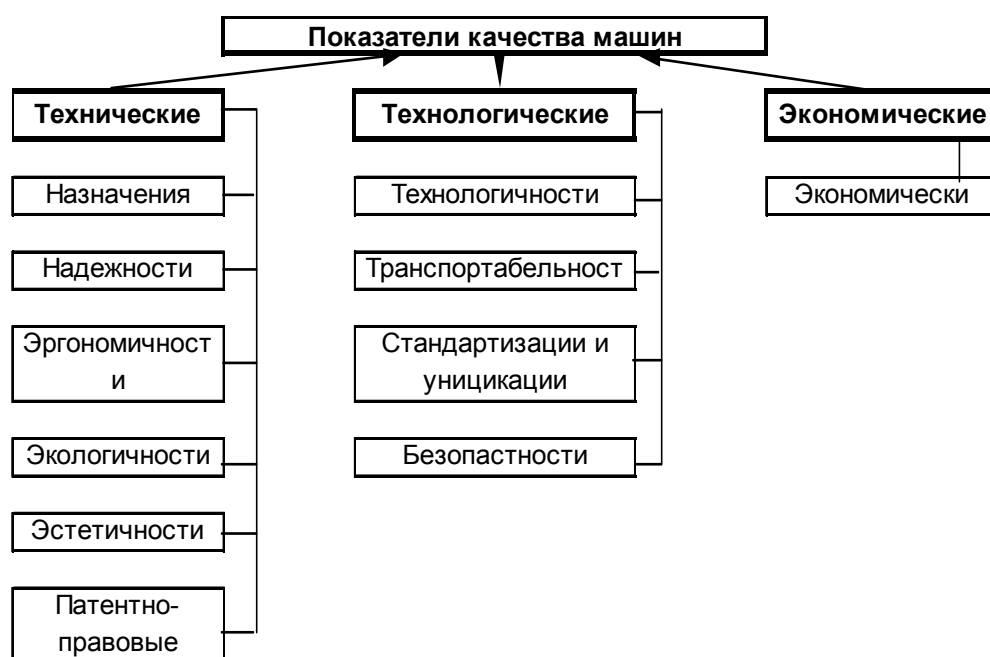 Показатели качества машин
Технические
Технологические
Экономические
Назначения
Технологичности
Экономически
Надежности
Транспортабельност
Эргономичност
и
Стандартизации и
уницикации
Экологичности
Безопастности
Эстетичности
Патентно-
правовые